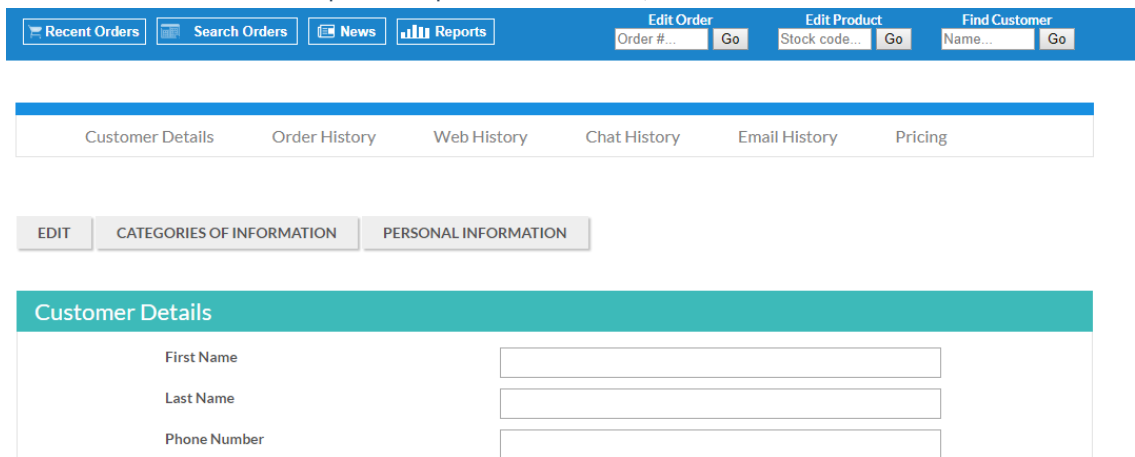 Edit Order Edit Product Find Customer
Recent Orders Search Orders News Reports Order #... Go Stock code... Go Name... Go
Customer Details Order History Web History Chat History Email History Pricing
EDIT CATEGORIES OF INFORMATION PERSONAL INFORMATION
Customer Details
First Name
Last Name
Phone Number